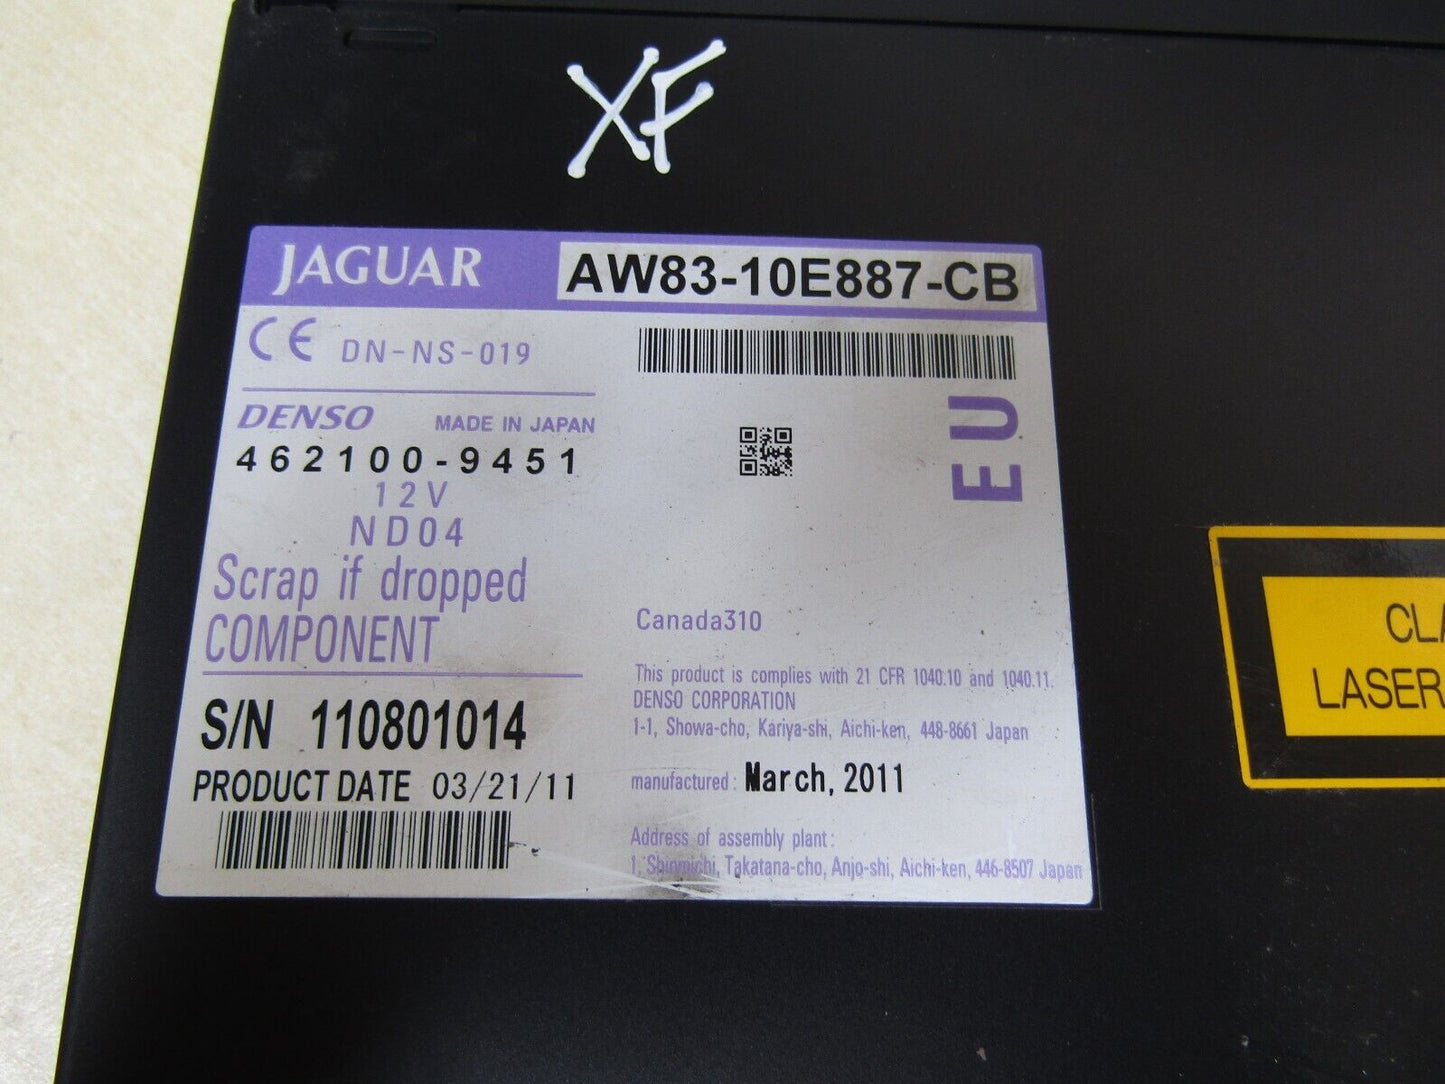 XF
JAGUAR AW83-10E887-CB
CE DN-NS-019
DENSO MADE IN JAPAN
462100-9451
12V
ND04
Scrap if dropped
COMPONENT
S/N 110801014
PRODUCT DATE 03/21/11
EU
Canada310
This product is complies with 21 CFR 1040.10 and 1040.11.
DENSO CORPORATION
1-1, Showa-cho, Kariya-shi, Aichi-ken, 448-8661 Japan
manufactured: March, 2011
Address of assembly plant:
1, Shinmichi, Takatana-cho, Anjo-shi, Aichi-ken, 446-8507 Japan
CLA
LASER